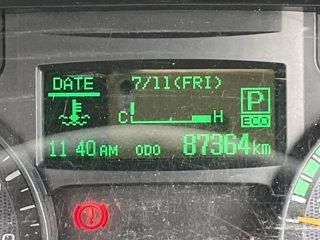 DATE 7/11(FRI)
C H P
ECO
11 40 AM ODO 87364 km